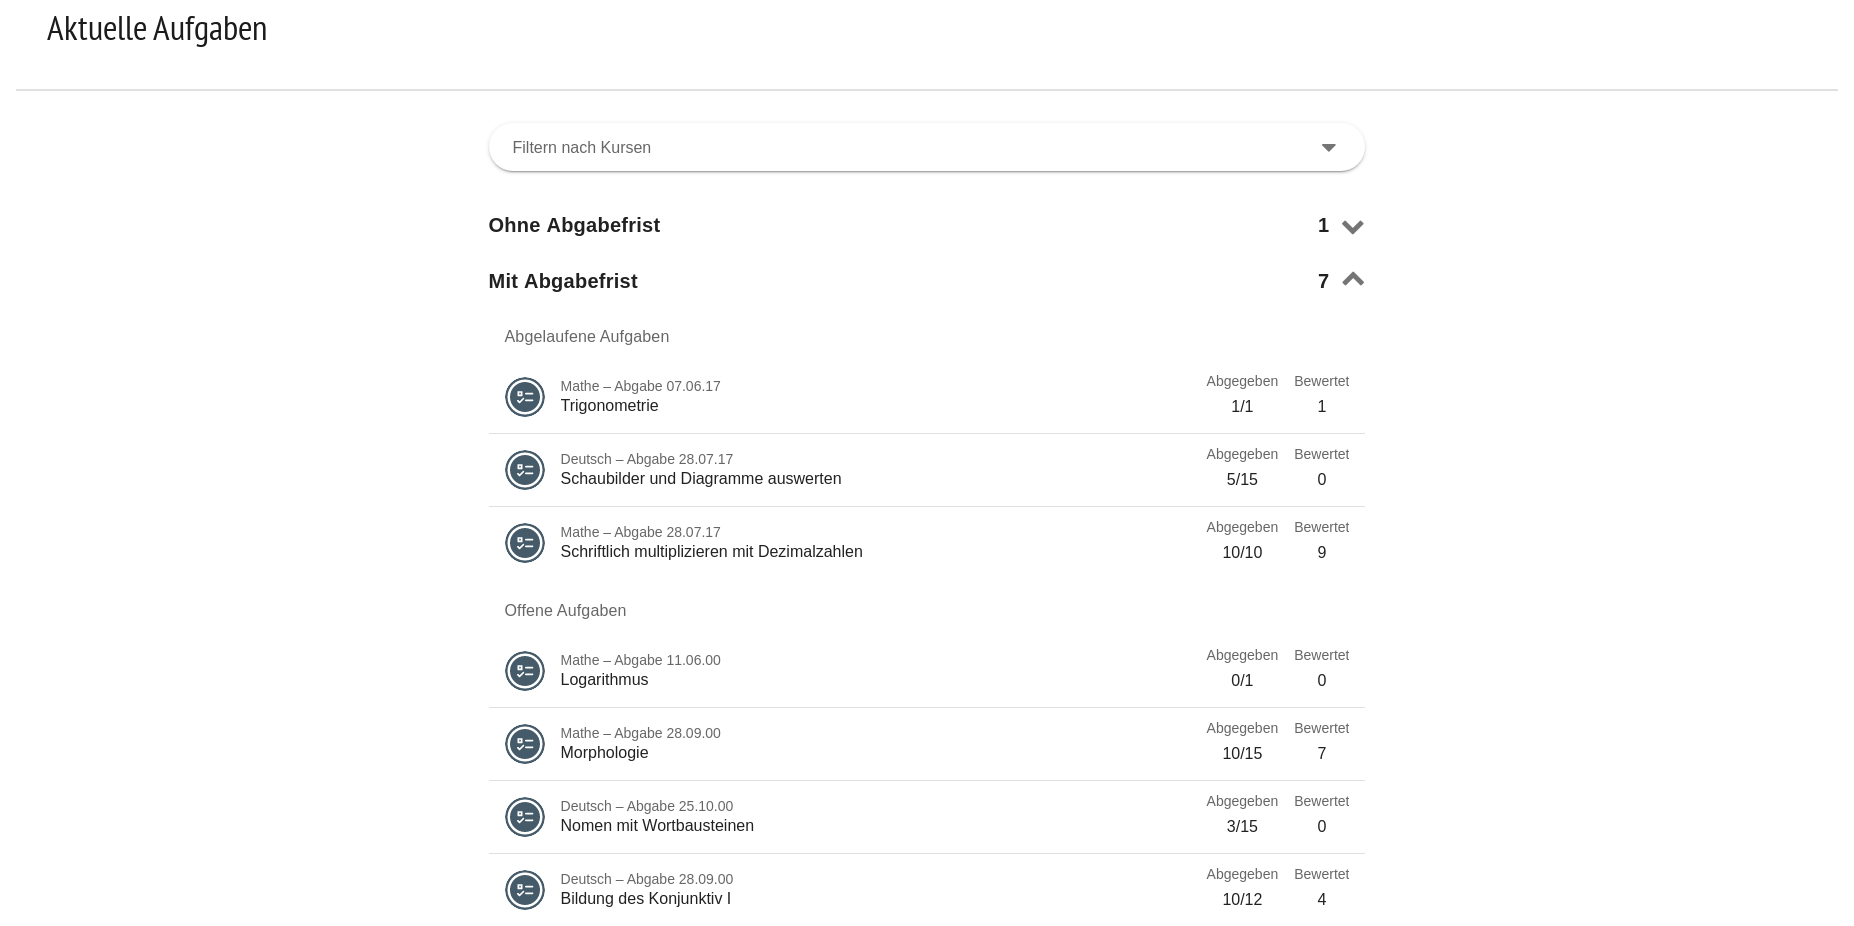 Aktuelle Aufgaben
Filtern nach Kursen
Ohne Abgabefrist 1
Mit Abgabefrist 7
Abgelaufene Aufgaben
Mathe – Abgabe 07.06.17 Abgegeben Bewertet
Trigonometrie 1/1 1
Deutsch – Abgabe 28.07.17 Abgegeben Bewertet
Schaubilder und Diagramme auswerten 5/15 0
Mathe – Abgabe 28.07.17 Abgegeben Bewertet
Schriftlich multiplizieren mit Dezimalzahlen 10/10 9
Offene Aufgaben
Mathe – Abgabe 11.06.00 Abgegeben Bewertet
Logarithmus 0/1 0
Mathe – Abgabe 28.09.00 Abgegeben Bewertet
Morphologie 10/15 7
Deutsch – Abgabe 25.10.00 Abgegeben Bewertet
Nomen mit Wortbausteinen 3/15 0
Deutsch – Abgabe 28.09.00 Abgegeben Bewertet
Bildung des Konjunktiv I 10/12 4